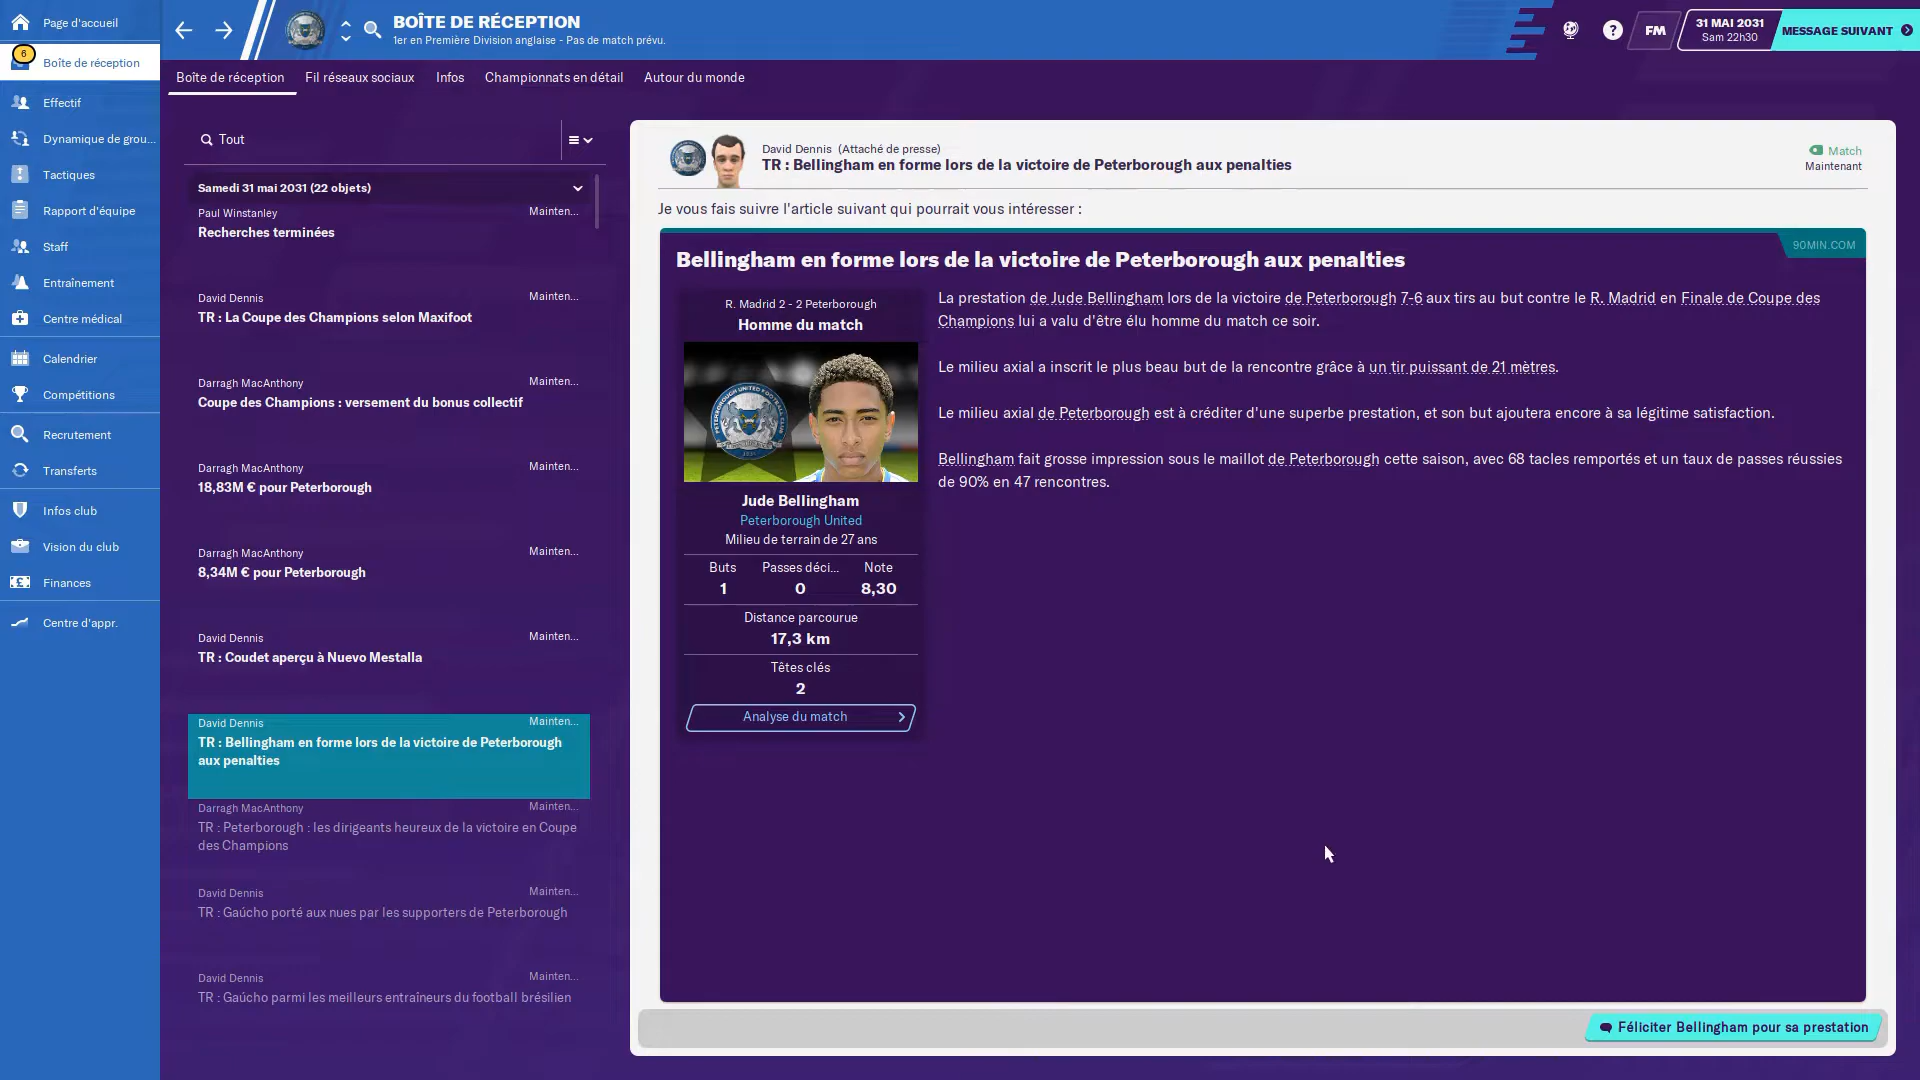 Page d'accueil
6
Boîte de réception
Effectif
Dynamique de grou...
Tactiques
Rapport d'équipe
Staff
Entraînement
Centre médical
Calendrier
Compétitions
Recrutement
Transferts
Infos club
Vision du club
Finances
Centre d'appr.
BOÎTE DE RÉCEPTION
1er en Première Division anglaise - Pas de match prévu.
?
FM
31 MAI 2031
Sam 22h30
MESSAGE SUIVANT
Boîte de réception Fil réseaux sociaux Infos Championnats en détail Autour du monde
Tout
Samedi 31 mai 2031 (22 objets)
Paul Winstanley Mainten...
Recherches terminées
David Dennis Mainten...
TR : La Coupe des Champions selon Maxifoot
Darragh MacAnthony Mainten...
Coupe des Champions : versement du bonus collectif
Darragh MacAnthony Mainten...
18,83M € pour Peterborough
Darragh MacAnthony Mainten...
8,34M € pour Peterborough
David Dennis Mainten...
TR : Coudet aperçu à Nuevo Mestalla
David Dennis Mainten...
TR : Bellingham en forme lors de la victoire de Peterborough
aux penalties
Darragh MacAnthony Mainten...
TR : Peterborough : les dirigeants heureux de la victoire en Coupe
des Champions
David Dennis Mainten...
TR : Gaúcho porté aux nues par les supporters de Peterborough
David Dennis Mainten...
TR : Gaúcho parmi les meilleurs entraîneurs du football brésilien
David Dennis (Attaché de presse)
TR : Bellingham en forme lors de la victoire de Peterborough aux penalties
Match
Maintenant
Je vous fais suivre l'article suivant qui pourrait vous intéresser :
90MIN.COM
Bellingham en forme lors de la victoire de Peterborough aux penalties
R. Madrid 2 - 2 Peterborough
Homme du match
PETERBOROUGH UNITED FOOTBALL CLUB
Jude Bellingham
Peterborough United
Milieu de terrain de 27 ans
Buts Passes déci... Note
1 0 8,30
Distance parcourue
17,3 km
Têtes clés
2
Analyse du match
La prestation de Jude Bellingham lors de la victoire de Peterborough 7-6 aux tirs au but contre le R. Madrid en Finale de Coupe des
Champions lui a valu d'être élu homme du match ce soir.
Le milieu axial a inscrit le plus beau but de la rencontre grâce à un tir puissant de 21 mètres.
Le milieu axial de Peterborough est à créditer d'une superbe prestation, et son but ajoutera encore à sa légitime satisfaction.
Bellingham fait grosse impression sous le maillot de Peterborough cette saison, avec 68 tacles remportés et un taux de passes réussies
de 90% en 47 rencontres.
Féliciter Bellingham pour sa prestation